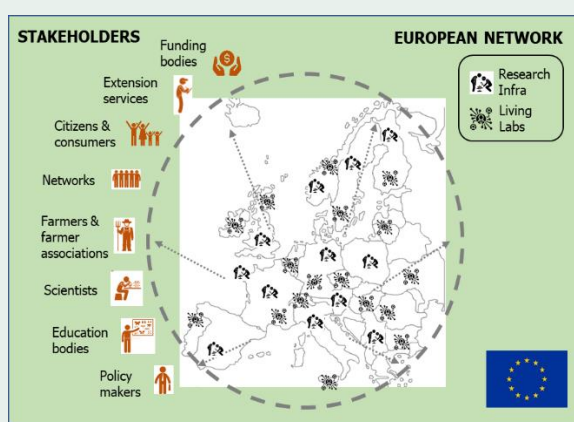 STAKEHOLDERS
EUROPEAN NETWORK
Funding
bodies
Extension
services
Citizens &
consumers
Networks
Farmers &
farmer
associations
Scientists
Education
bodies
Policy
makers
Research
Infra
Living
Labs